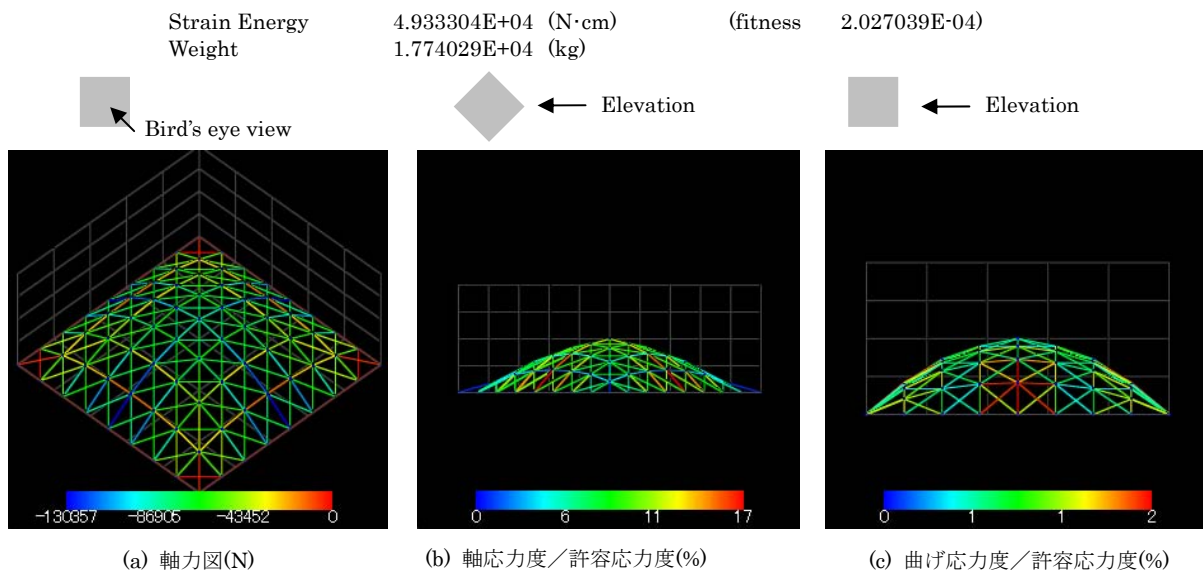 Strain Energy 4.933304E+04 (N·cm) (fitness 2.027039E-04)
Weight 1.774029E+04 (kg)
Bird's eye view
Elevation
Elevation
-130357 -86905 -43452 0
0 6 11 17
0 1 1 2
(a) 軸力図(N)
(b) 軸応力度／許容応力度(%)
(c) 曲げ応力度／許容応力度(%)